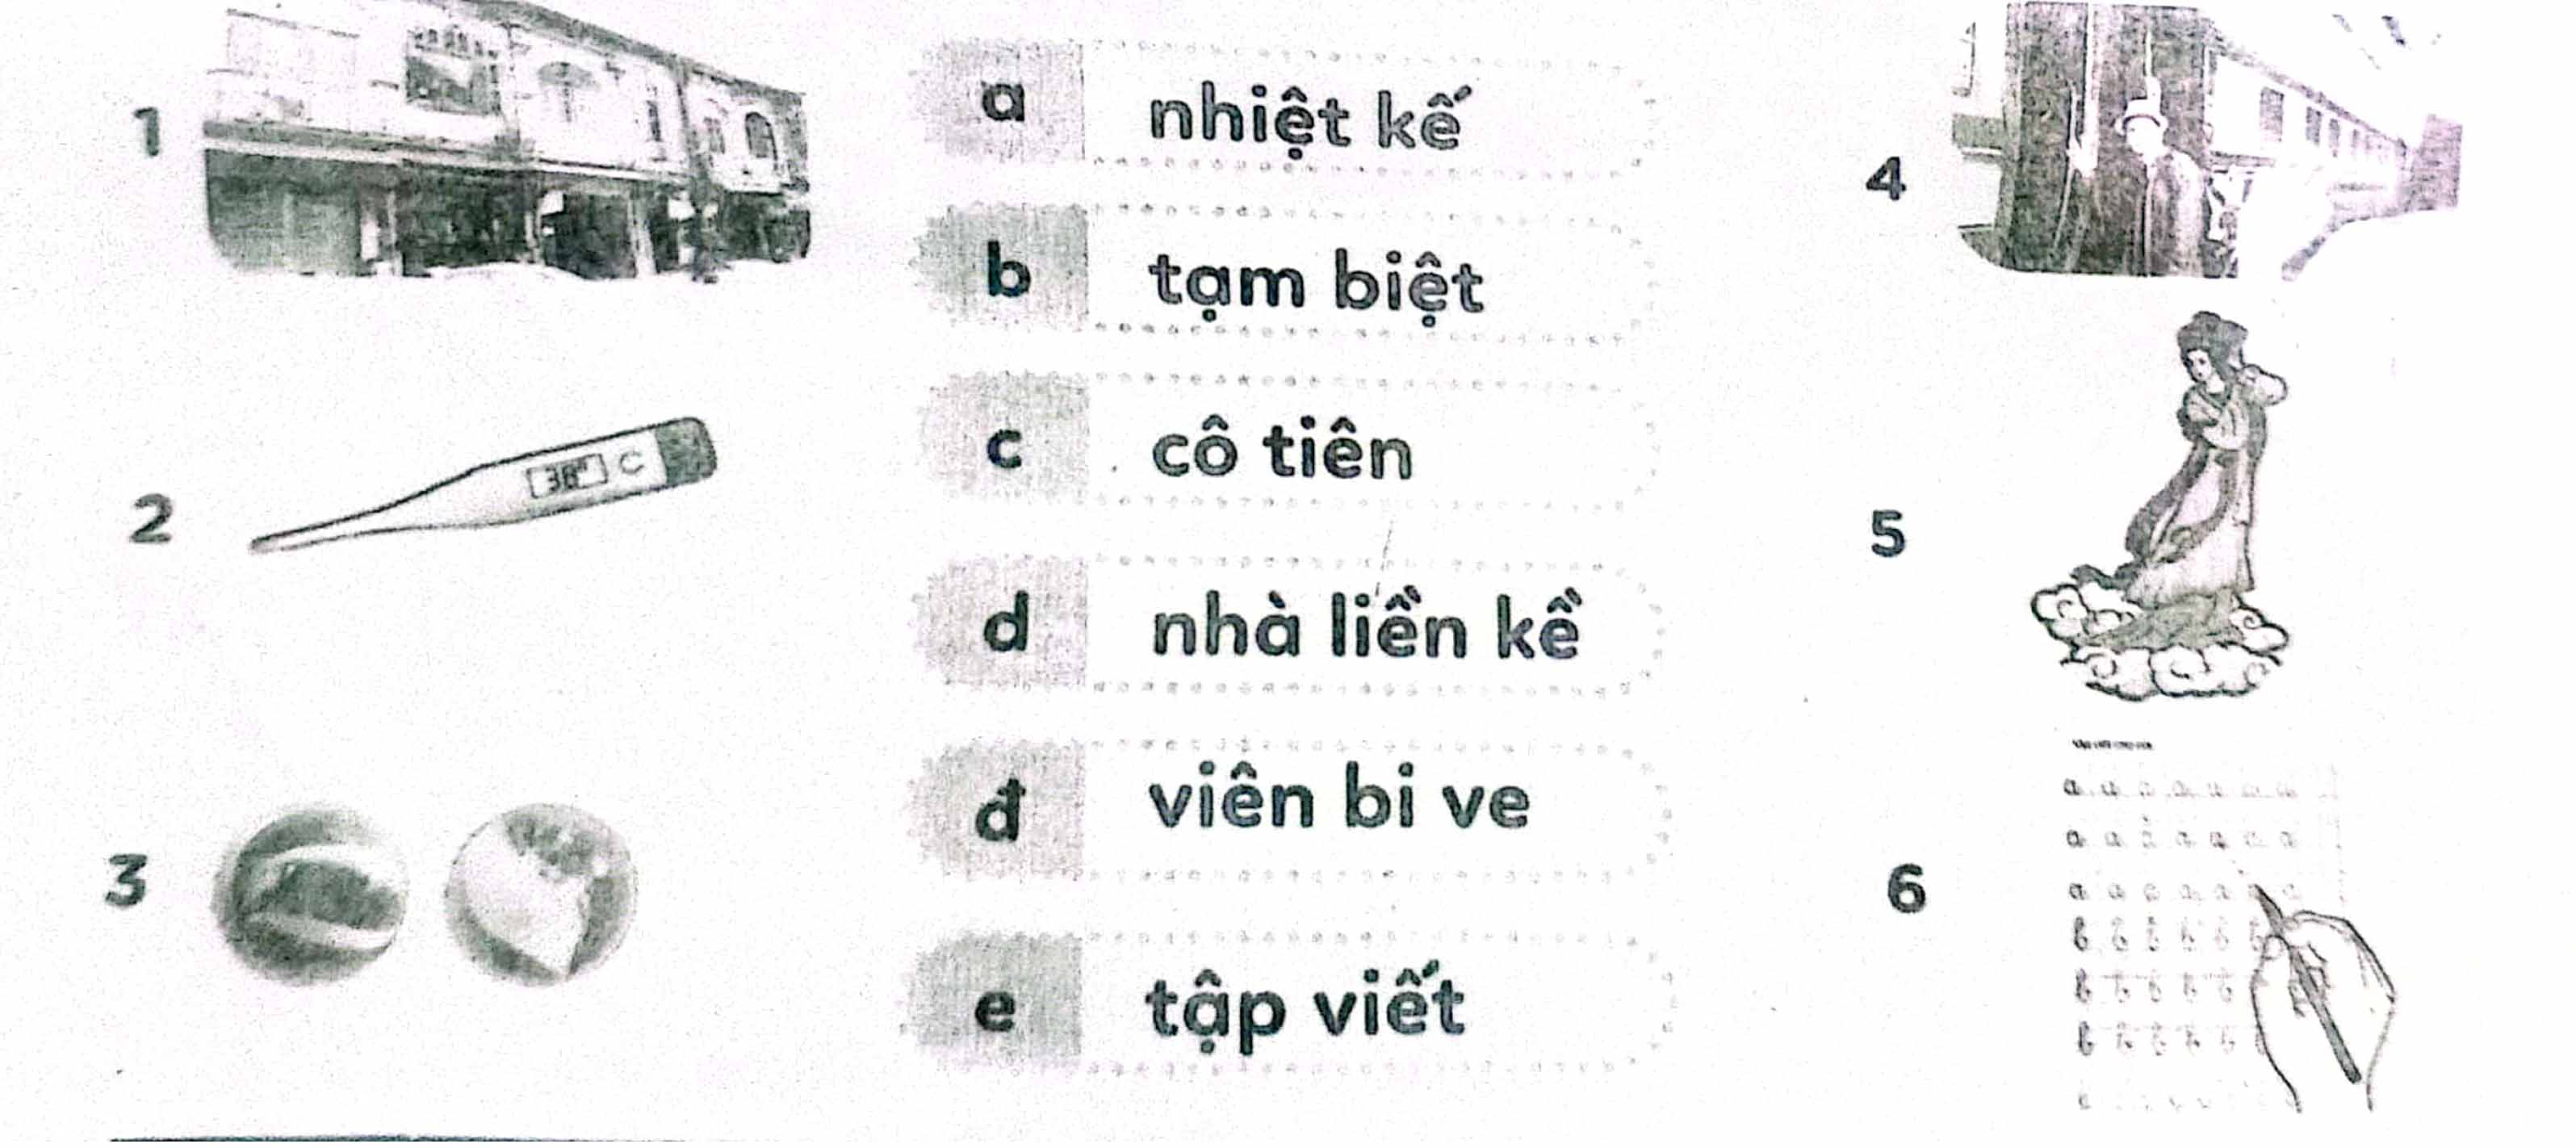 1
2
38° C
3
a nhiệt kế
b tạm biệt
c cô tiên
d nhà liền kề
đ viên bi ve
e tập viết
4
5
6